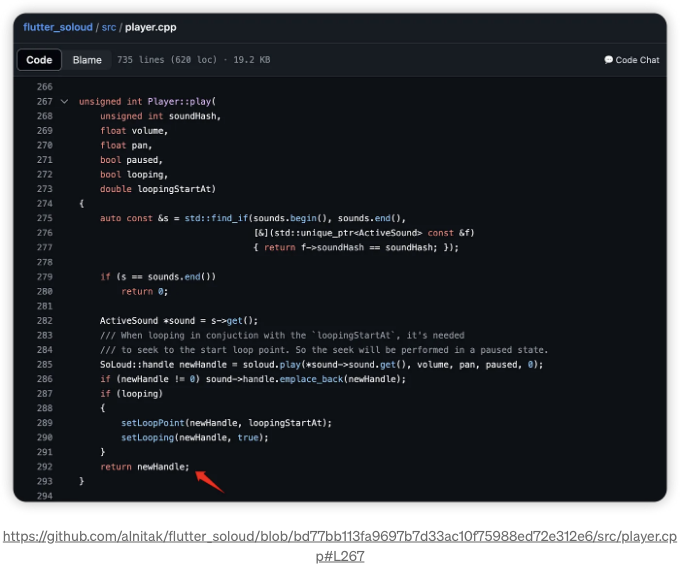 flutter_soloud / src / player.cpp
Code Blame 735 lines (620 loc) · 19.2 KB Code Chat
266
267 unsigned int Player::play(
268 unsigned int soundHash,
269 float volume,
270 float pan,
271 bool paused,
272 bool looping,
273 double loopingStartAt)
274 {
275 auto const &s = std::find_if(sounds.begin(), sounds.end(),
276 [&](std::unique_ptr<ActiveSound> const &f)
277 { return f->soundHash == soundHash; });
278
279 if (s == sounds.end())
280 return 0;
281
282 ActiveSound *sound = s->get();
283 /// When looping in conjuction with the `loopingStartAt`, it's needed
284 /// to seek to the start loop point. So the seek will be performed in a paused state.
285 SoLoud::handle newHandle = soloud.play(*sound->sound.get(), volume, pan, paused, 0);
286 if (newHandle != 0) sound->handle.emplace_back(newHandle);
287 if (looping)
288 {
289 setLoopPoint(newHandle, loopingStartAt);
290 setLooping(newHandle, true);
291 }
292 return newHandle;
293 }
294
https://github.com/alnitak/flutter_soloud/blob/bd77bb113fa9697b7d33ac10f75988ed72e312e6/src/player.cp
p#L267